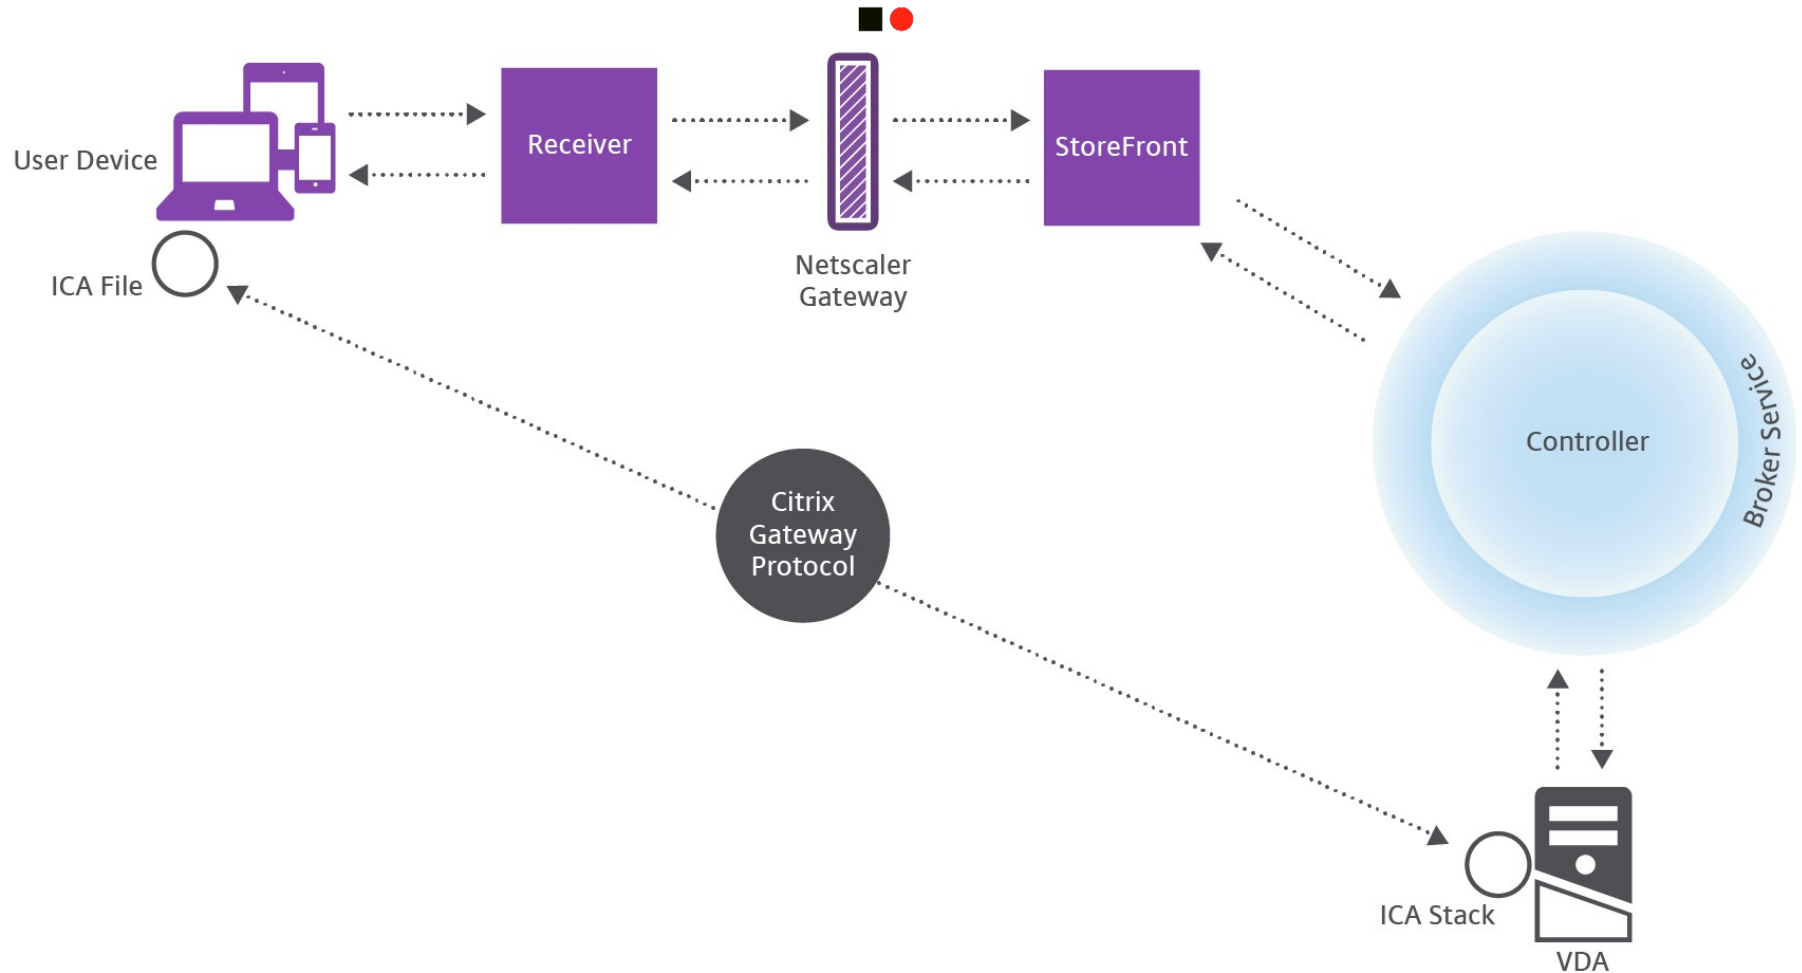 User Device
Receiver
StoreFront
ICA File
Netscaler
Gateway
Controller
Broker Service
Citrix
Gateway
Protocol
ICA Stack
VDA